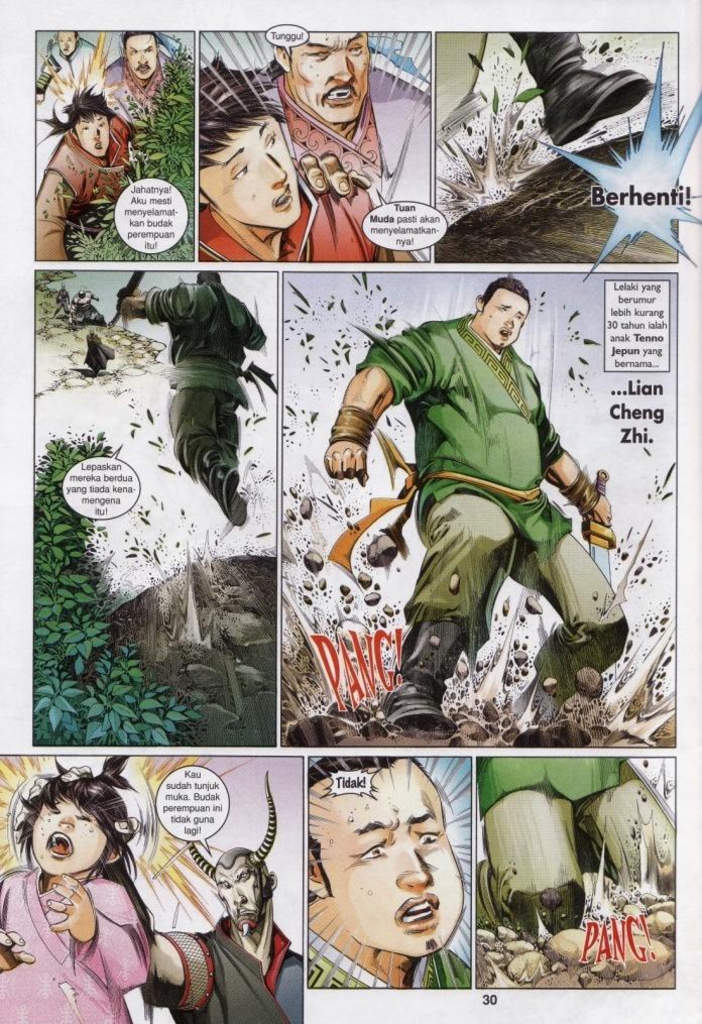 Jahatnya!
Aku mesti
menyelamat-
kan budak
perempuan
itu!
Tunggu!
Tuan
Muda pasti akan
menyelamatkan-
nya!
Berhenti!
Lepaskan
mereka berdua
yang tiada kena-
mengena
itu!
Lelaki yang
berumur
lebih kurang
30 tahun ialah
anak Tenno
Jepun yang
bernama...
...Lian
Cheng
Zhi.
PANG!
Kau
sudah tunjuk
muka. Budak
perempuan ini
tidak guna
lagi!
Tidak!
PANG!
30